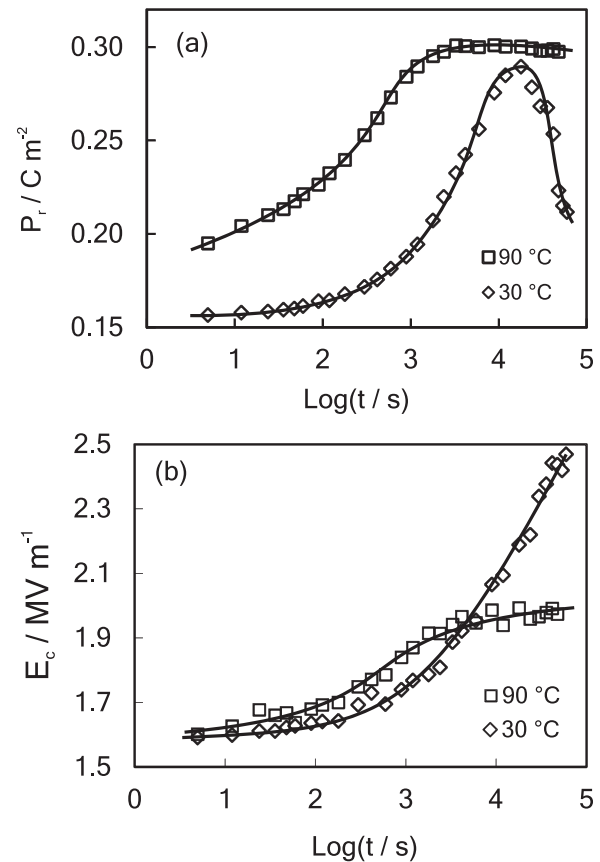 (a)
0.30
0.25
0.20
0.15
P_r / C m^-2
90 °C
30 °C
0 1 2 3 4 5
Log(t / s)
(b)
2.5
2.3
2.1
1.9
1.7
1.5
E_c / MV m^-1
90 °C
30 °C
0 1 2 3 4 5
Log(t / s)